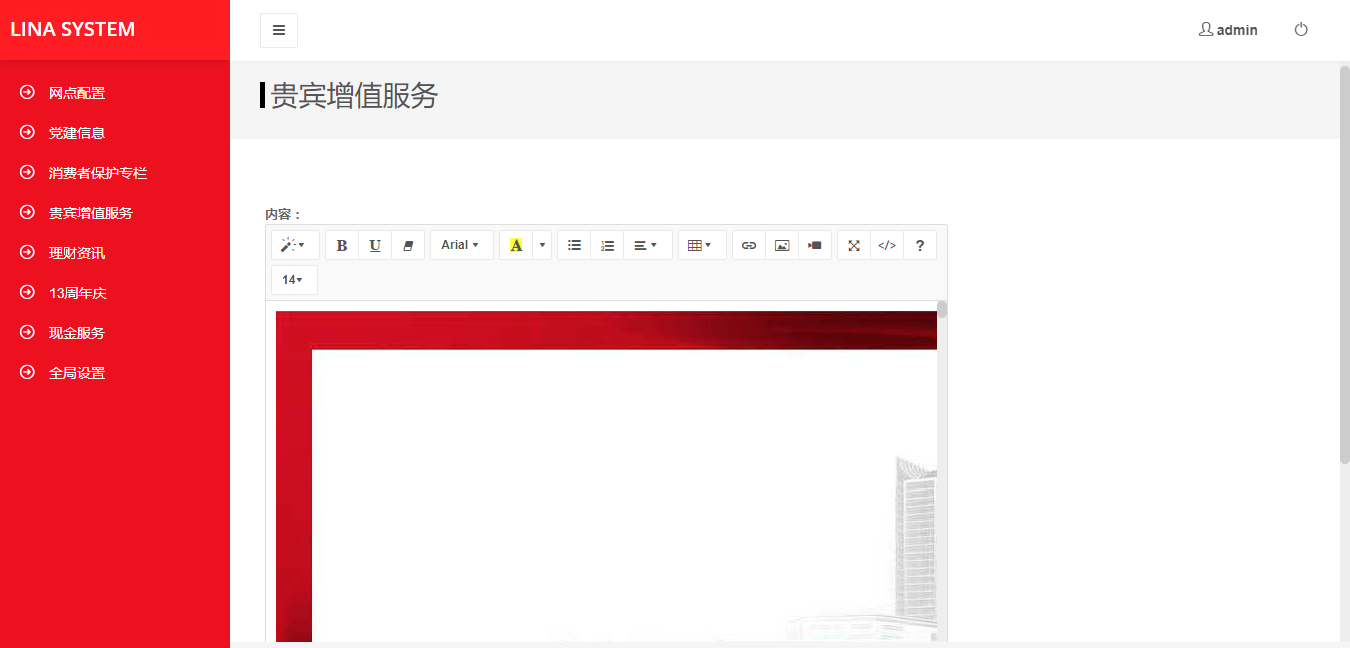 LINA SYSTEM
admin
网点配置
党建信息
消费者保护专栏
贵宾增值服务
理财资讯
13周年庆
现金服务
全局设置
贵宾增值服务
内容：
B U Arial A </> ?
14